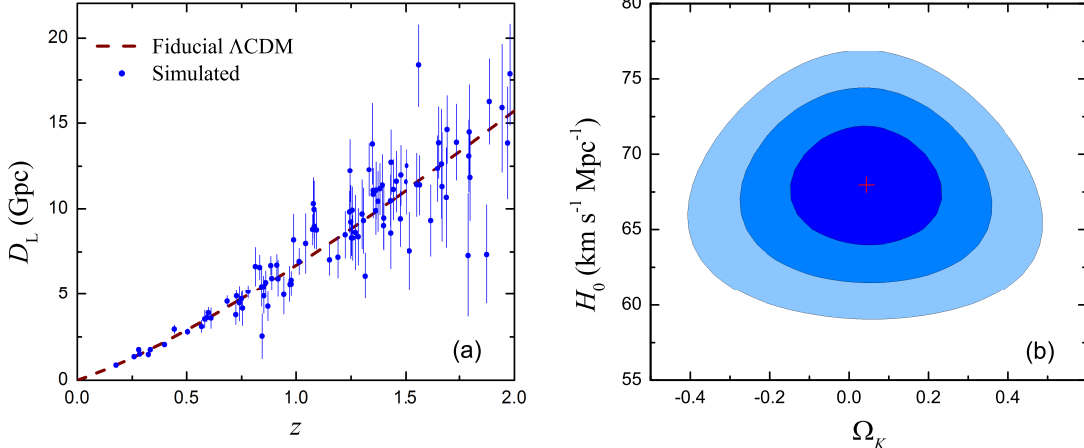 20
15
10
5
0
D_L (Gpc)
Fiducial ΛCDM
Simulated
(a)
0.0 0.5 1.0 1.5 2.0
z
80
75
70
65
60
55
H_0 (km s^-1 Mpc^-1)
(b)
-0.4 -0.2 0.0 0.2 0.4
Ω_K